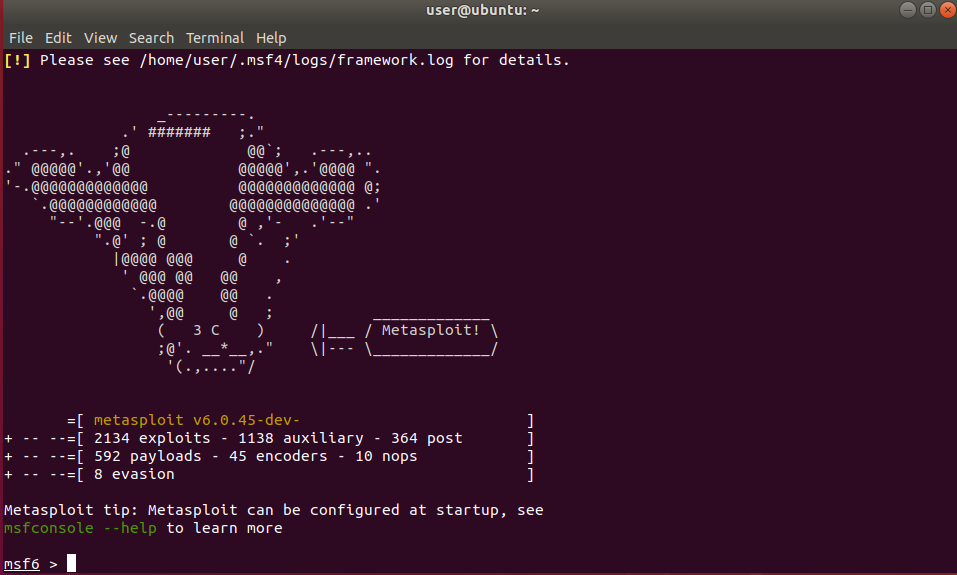 user@ubuntu: ~
File Edit View Search Terminal Help
[!] Please see /home/user/.msf4/logs/framework.log for details.
                 _---------.
             .' #######   ;."
  .---,.    ;@             @@`;   .---,..
." @@@@@'.,'@@            @@@@@',.'@@@@ ".
'-.@@@@@@@@@@@@@          @@@@@@@@@@@@@ @;
   `.@@@@@@@@@@@@        @@@@@@@@@@@@@@ .'
     "--'.@@@  -.@        @ ,'-   .'--"
          ".@' ; @       @ `.  ;'
            |@@@@ @@@     @    .
             ' @@@ @@   @@    ,
              `.@@@@    @@   .
                ',@@     @   ;           _____________
                 (   3 C    )     /|___ / Metasploit! \
                 ;@'. __*__,."    \|--- \_____________/
                  '(.,...."/
       =[ metasploit v6.0.45-dev-                         ]
+ -- --=[ 2134 exploits - 1138 auxiliary - 364 post       ]
+ -- --=[ 592 payloads - 45 encoders - 10 nops            ]
+ -- --=[ 8 evasion                                       ]
Metasploit tip: Metasploit can be configured at startup, see
msfconsole --help to learn more
msf6 >